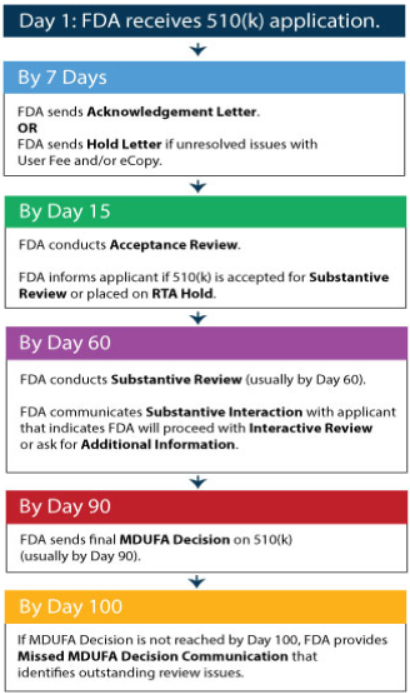 Day 1: FDA receives 510(k) application.
By 7 Days
FDA sends Acknowledgement Letter.
OR
FDA sends Hold Letter if unresolved issues with
User Fee and/or eCopy.
By Day 15
FDA conducts Acceptance Review.
FDA informs applicant if 510(k) is accepted for Substantive
Review or placed on RTA Hold.
By Day 60
FDA conducts Substantive Review (usually by Day 60).
FDA communicates Substantive Interaction with applicant
that indicates FDA will proceed with Interactive Review
or ask for Additional Information.
By Day 90
FDA sends final MDUFA Decision on 510(k)
(usually by Day 90).
By Day 100
If MDUFA Decision is not reached by Day 100, FDA provides
Missed MDUFA Decision Communication that
identifies outstanding review issues.